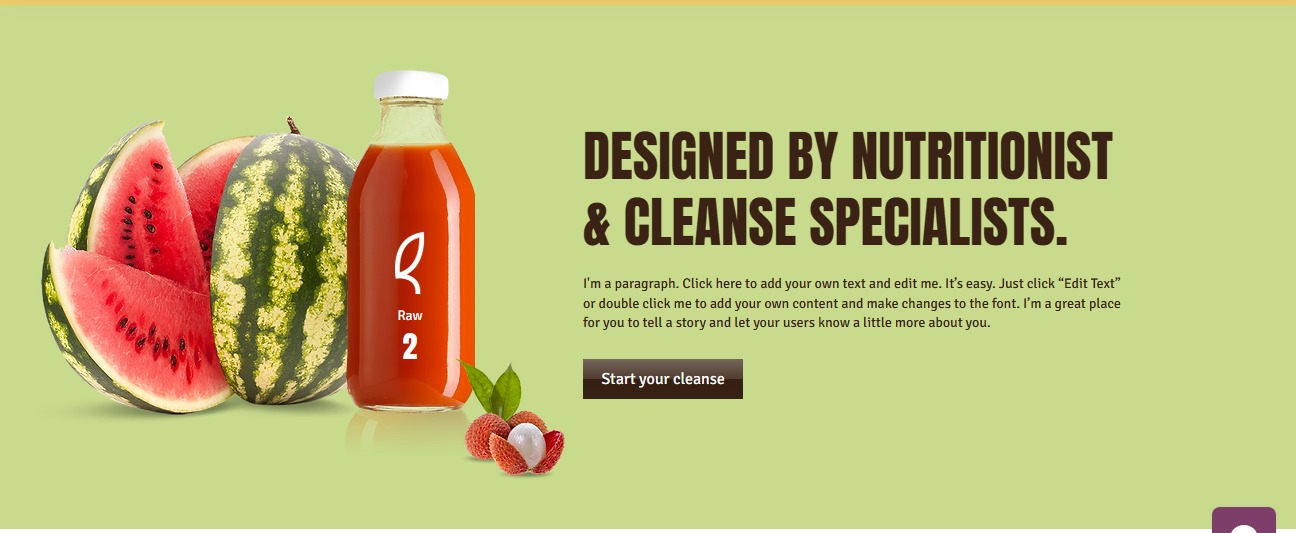 DESIGNED BY NUTRITIONIST
& CLEANSE SPECIALISTS.
I'm a paragraph. Click here to add your own text and edit me. It’s easy. Just click “Edit Text”
or double click me to add your own content and make changes to the font. I’m a great place
for you to tell a story and let your users know a little more about you.
Start your cleanse
Raw
2